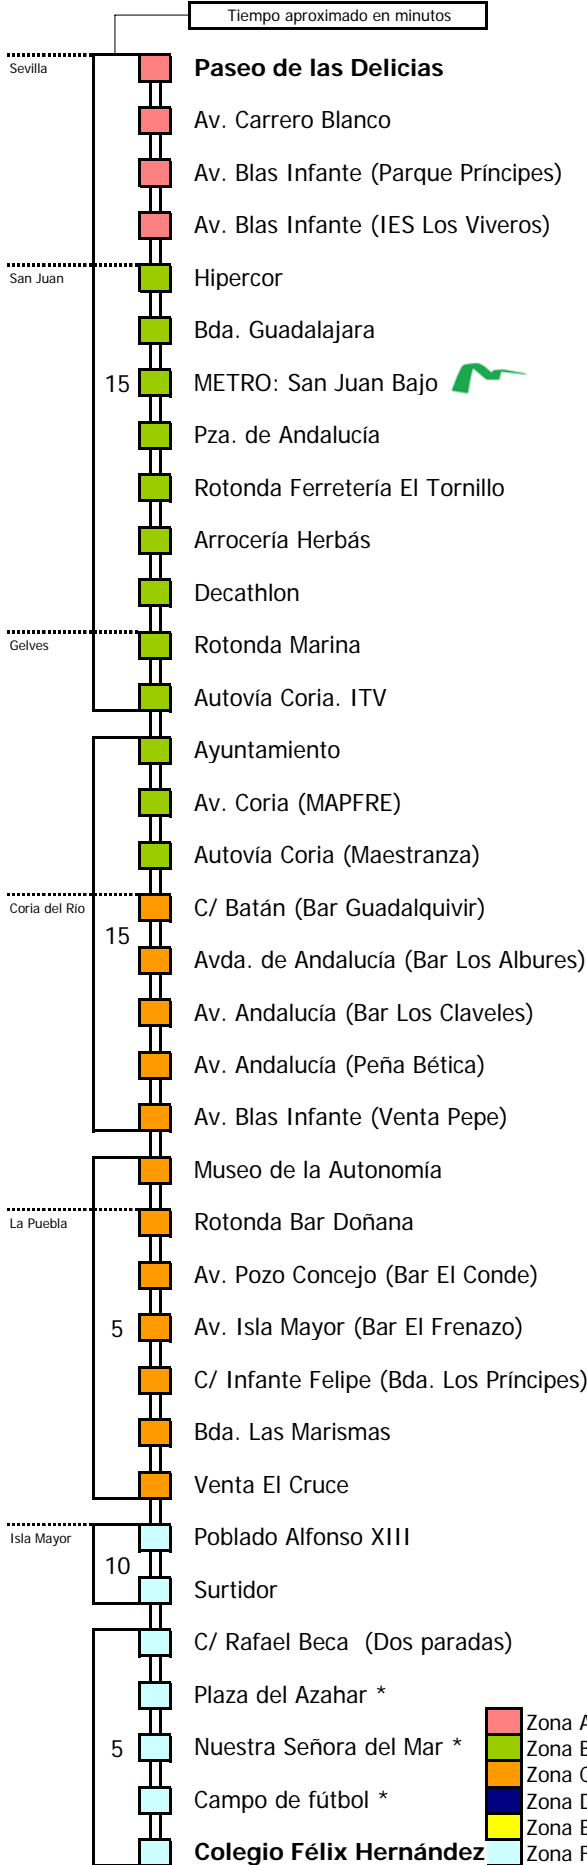 Tiempo aproximado en minutos
Sevilla
Paseo de las Delicias
Av. Carrero Blanco
Av. Blas Infante (Parque Príncipes)
Av. Blas Infante (IES Los Viveros)
San Juan
Hipercor
Bda. Guadalajara
15
METRO: San Juan Bajo
Pza. de Andalucía
Rotonda Ferretería El Tornillo
Arrocería Herbás
Decathlon
Gelves
Rotonda Marina
Autovía Coria. ITV
Ayuntamiento
Av. Coria (MAPFRE)
Autovía Coria (Maestranza)
Coria del Río
C/ Batán (Bar Guadalquivir)
15
Avda. de Andalucía (Bar Los Albures)
Av. Andalucía (Bar Los Claveles)
Av. Andalucía (Peña Bética)
Av. Blas Infante (Venta Pepe)
Museo de la Autonomía
La Puebla
Rotonda Bar Doñana
Av. Pozo Concejo (Bar El Conde)
5
Av. Isla Mayor (Bar El Frenazo)
C/ Infante Felipe (Bda. Los Príncipes)
Bda. Las Marismas
Venta El Cruce
Isla Mayor
Poblado Alfonso XIII
10
Surtidor
C/ Rafael Beca (Dos paradas)
Plaza del Azahar *
5
Nuestra Señora del Mar *
Campo de fútbol *
Colegio Félix Hernández
Zona A
Zona B
Zona C
Zona D
Zona E
Zona F